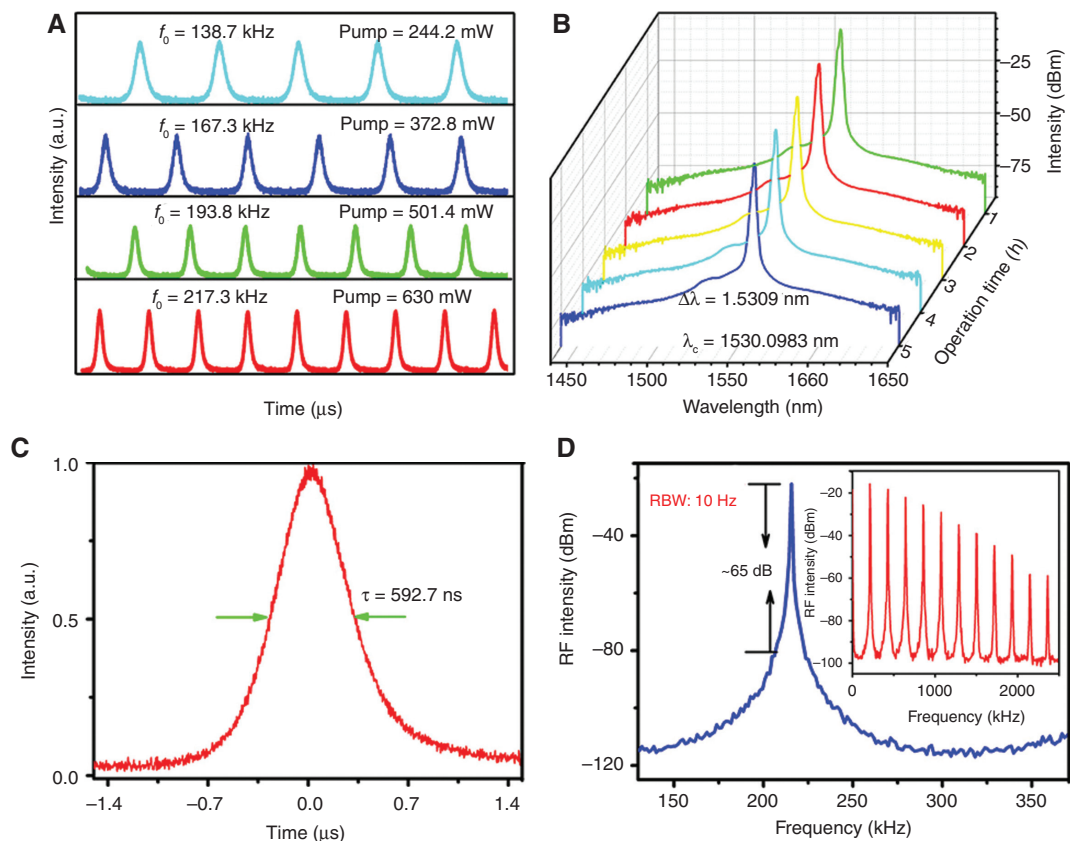 A
f₀ = 138.7 kHz Pump = 244.2 mW
f₀ = 167.3 kHz Pump = 372.8 mW
f₀ = 193.8 kHz Pump = 501.4 mW
f₀ = 217.3 kHz Pump = 630 mW
Intensity (a.u.)
Time (μs)
B
−25
−50
−75
Intensity (dBm)
1
2
3
4
5
Operation time (h)
Δλ = 1.5309 nm
λc = 1530.0983 nm
1450 1500 1550 1660 1650
Wavelength (nm)
C
1.0
0.5
0.0
Intensity (a.u.)
τ = 592.7 ns
−1.4 −0.7 0.0 0.7 1.4
Time (μs)
D
RBW: 10 Hz
~65 dB
−40
−80
−120
RF intensity (dBm)
150 200 250 300 350
Frequency (kHz)
−20
−40
−60
−80
−100
RF intensity (dBm)
0 1000 2000
Frequency (kHz)